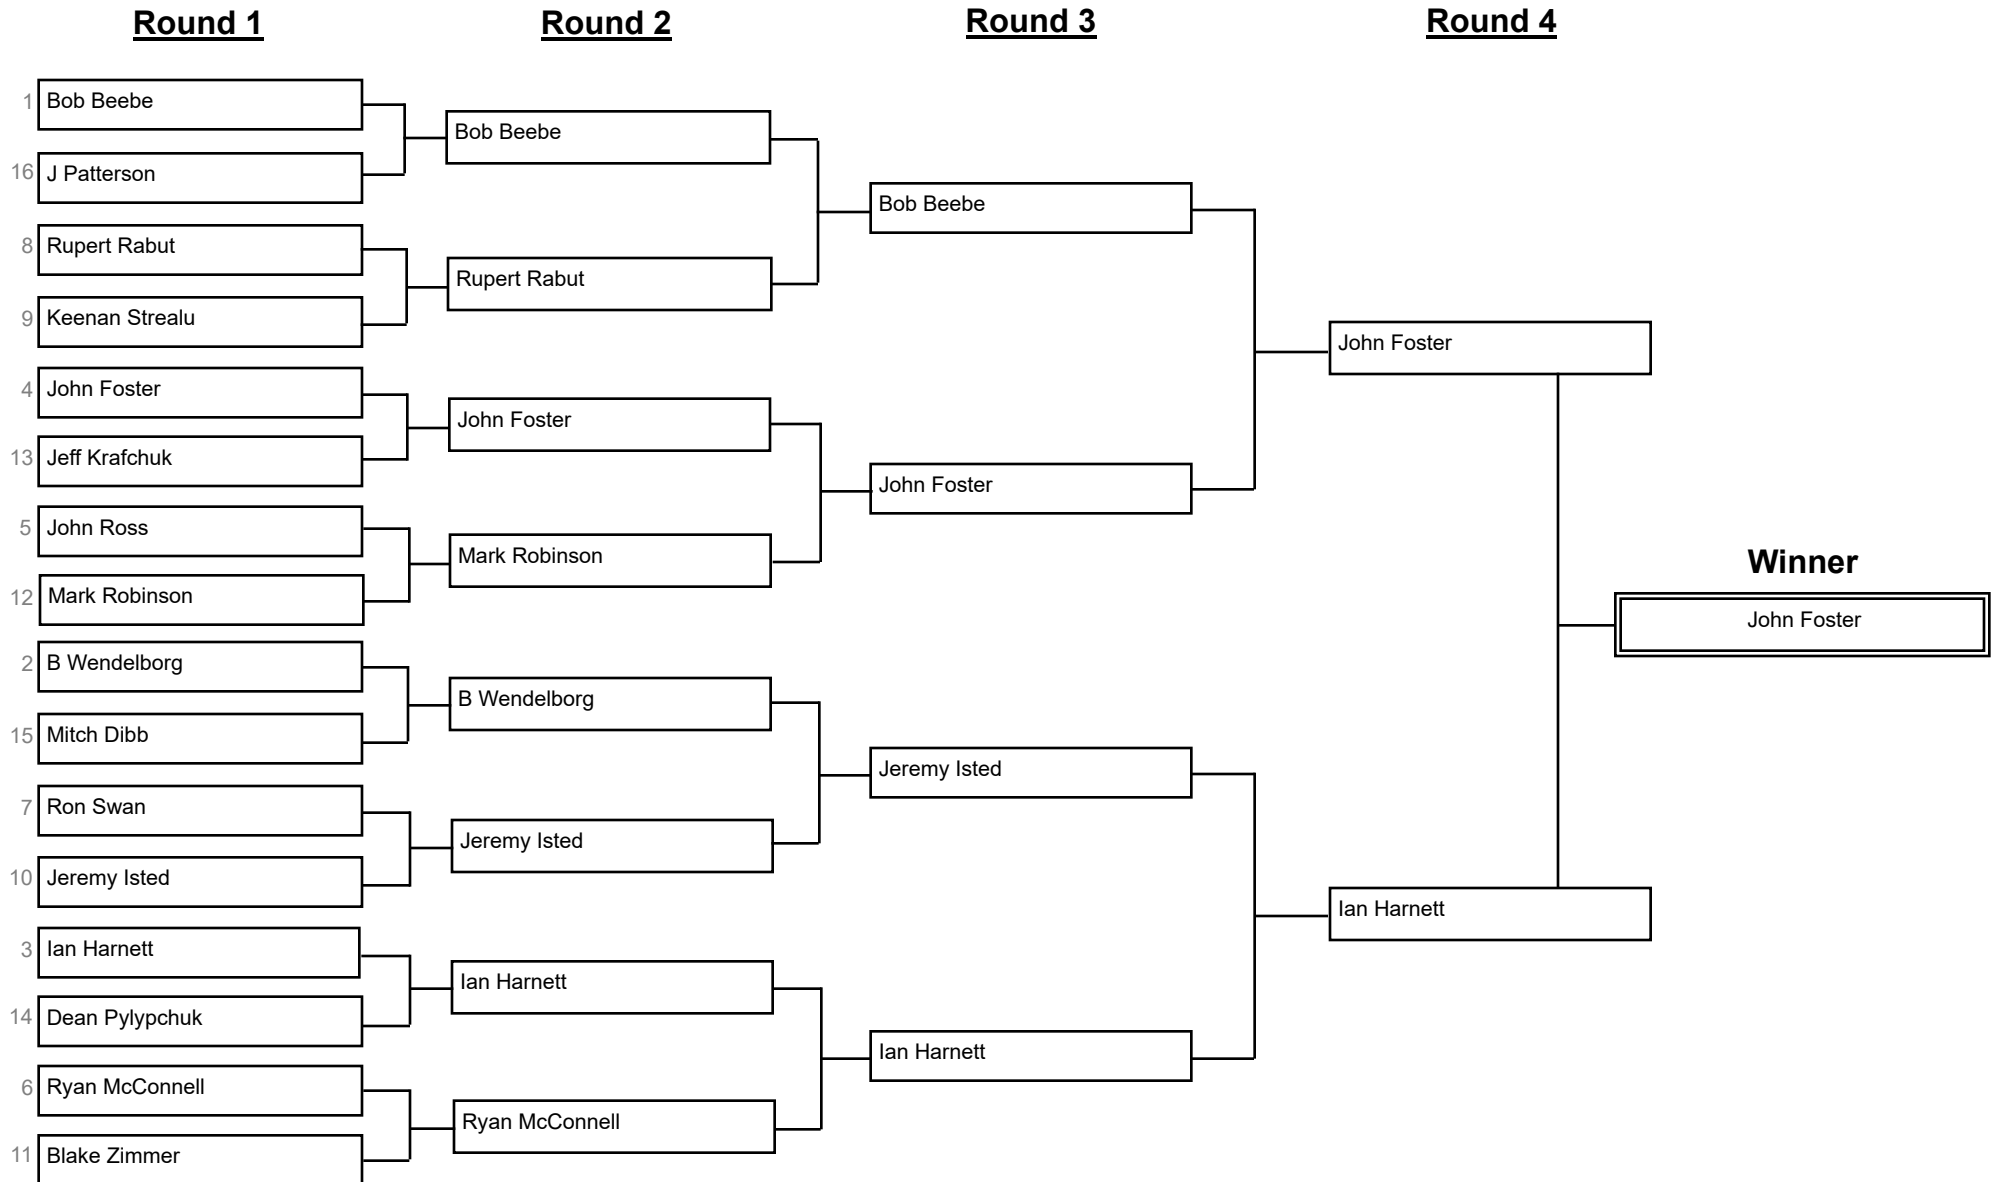 Round 1
Round 2
Round 3
Round 4
1 Bob Beebe
16 J Patterson
8 Rupert Rabut
9 Keenan Strealu
4 John Foster
13 Jeff Krafchuk
5 John Ross
12 Mark Robinson
2 B Wendelborg
15 Mitch Dibb
7 Ron Swan
10 Jeremy Isted
3 Ian Harnett
14 Dean Pylypchuk
6 Ryan McConnell
11 Blake Zimmer
Bob Beebe
Rupert Rabut
John Foster
Mark Robinson
B Wendelborg
Jeremy Isted
Ian Harnett
Ryan McConnell
Bob Beebe
John Foster
Jeremy Isted
Ian Harnett
John Foster
Ian Harnett
Winner
John Foster